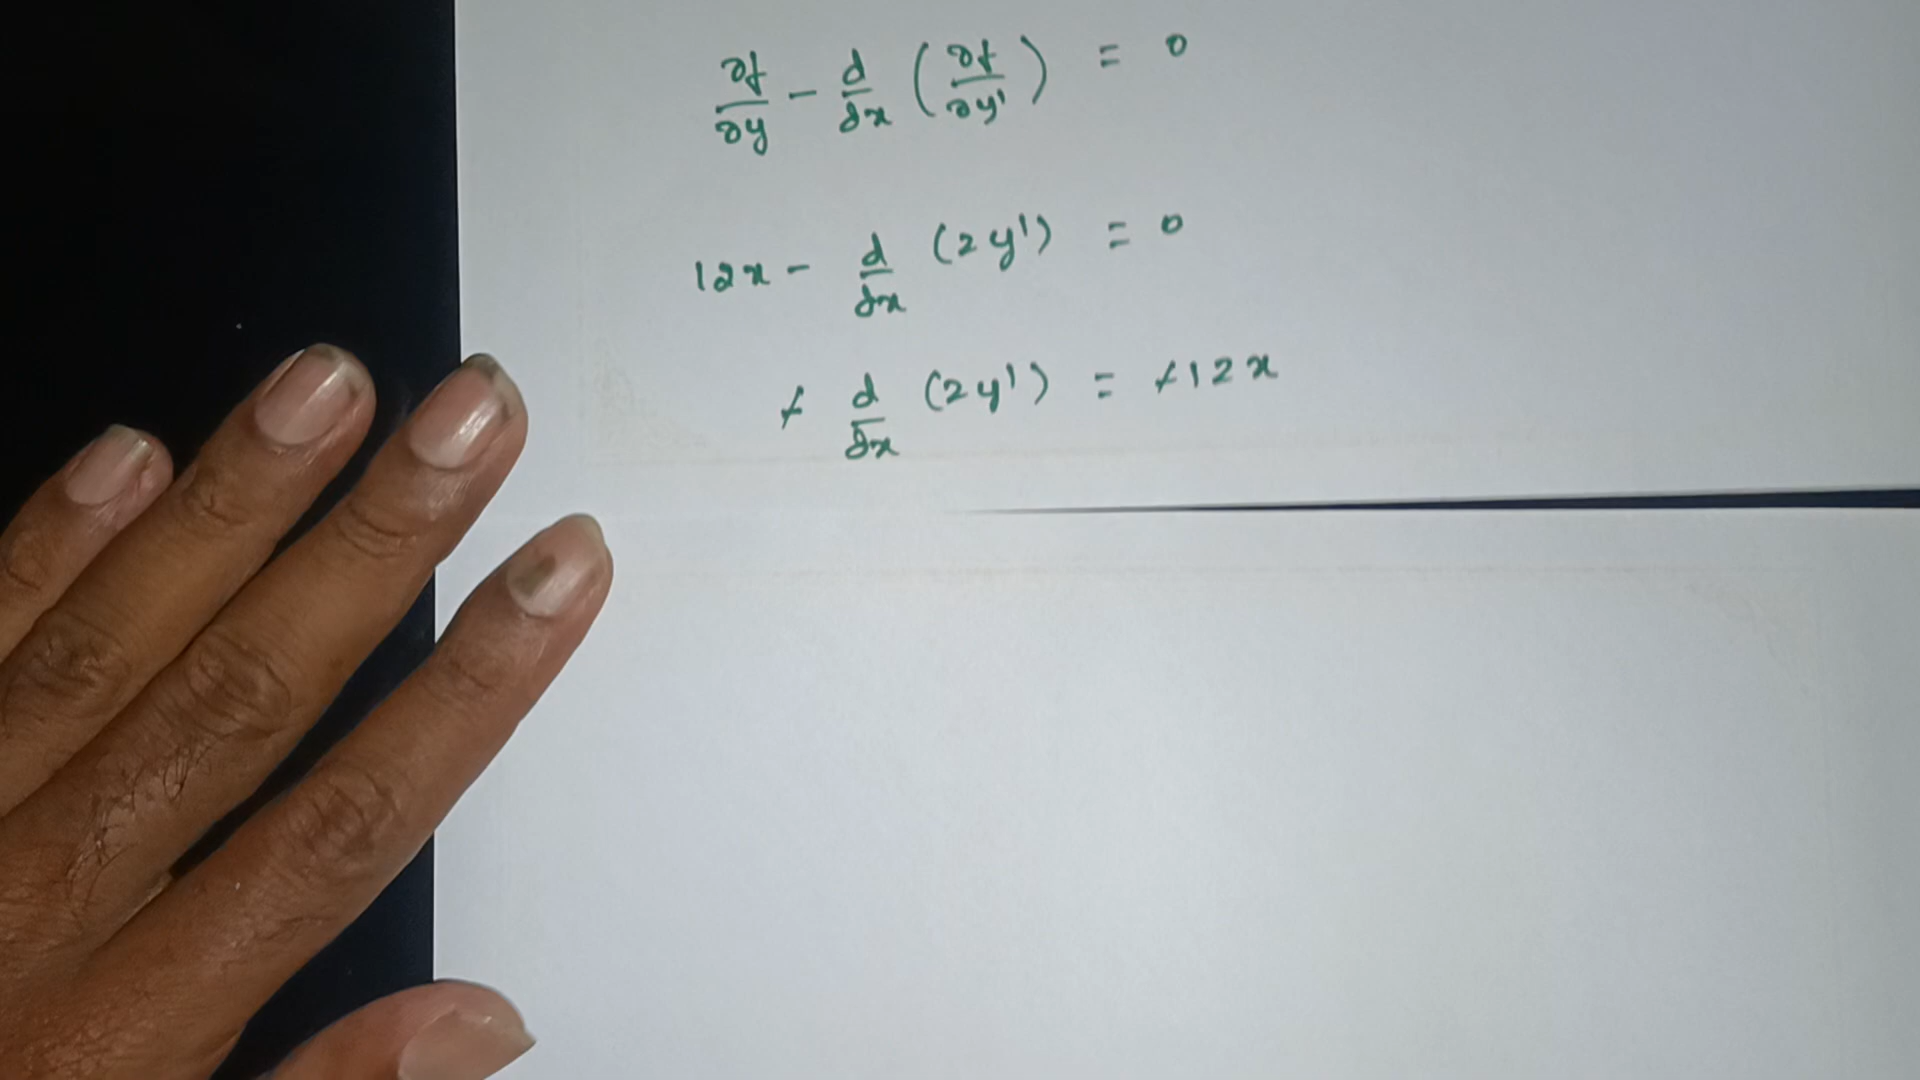 ∂f/∂y - d/dx (∂f/∂y') = 0
12x - d/dx (2y') = 0
≁ d/dx (2y') = ≁12x